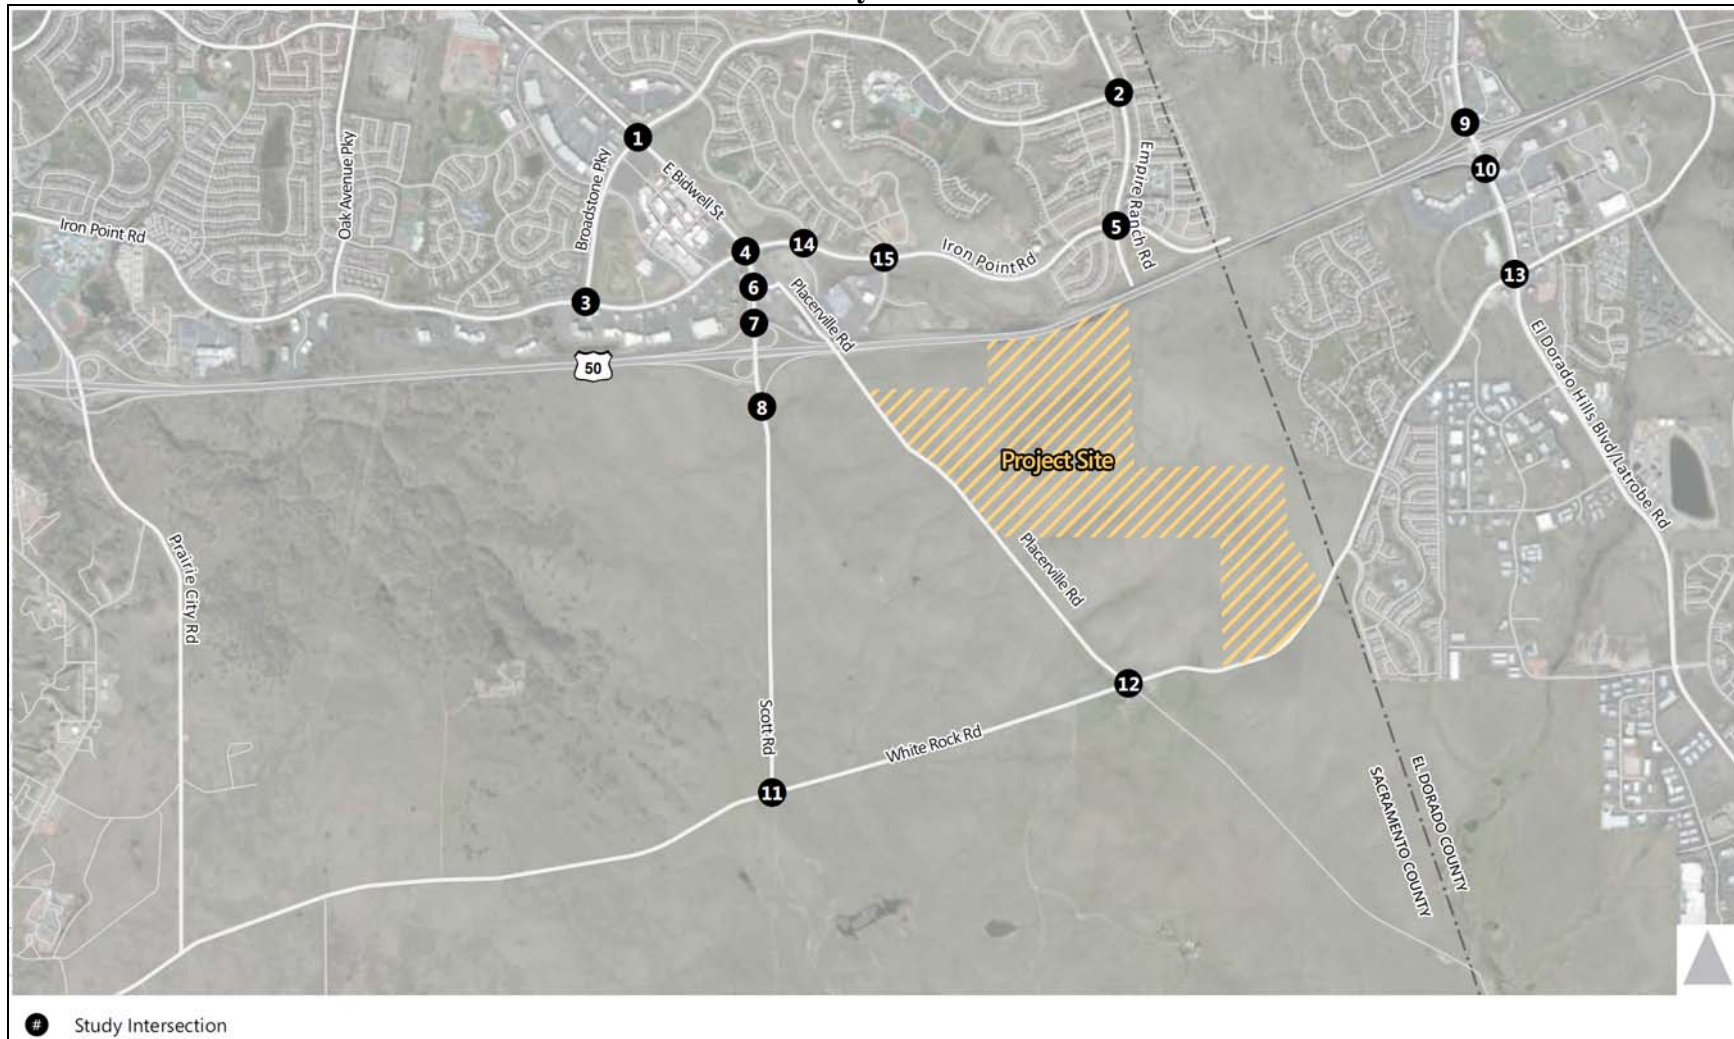 y
2
9
1
10
Oak Avenue Pky
Broadstone Pky
E Bidwell St
Empire Ranch Rd
Iron Point Rd
5
4
14
15
Iron Point Rd
13
6
3
7
Placerville Rd
50
8
El Dorado Hills Blvd/Latrobe Rd
Project Site
Prairie City Rd
Placerville Rd
12
Scott Rd
White Rock Rd
11
EL DORADO COUNTY
SACRAMENTO COUNTY
# Study Intersection